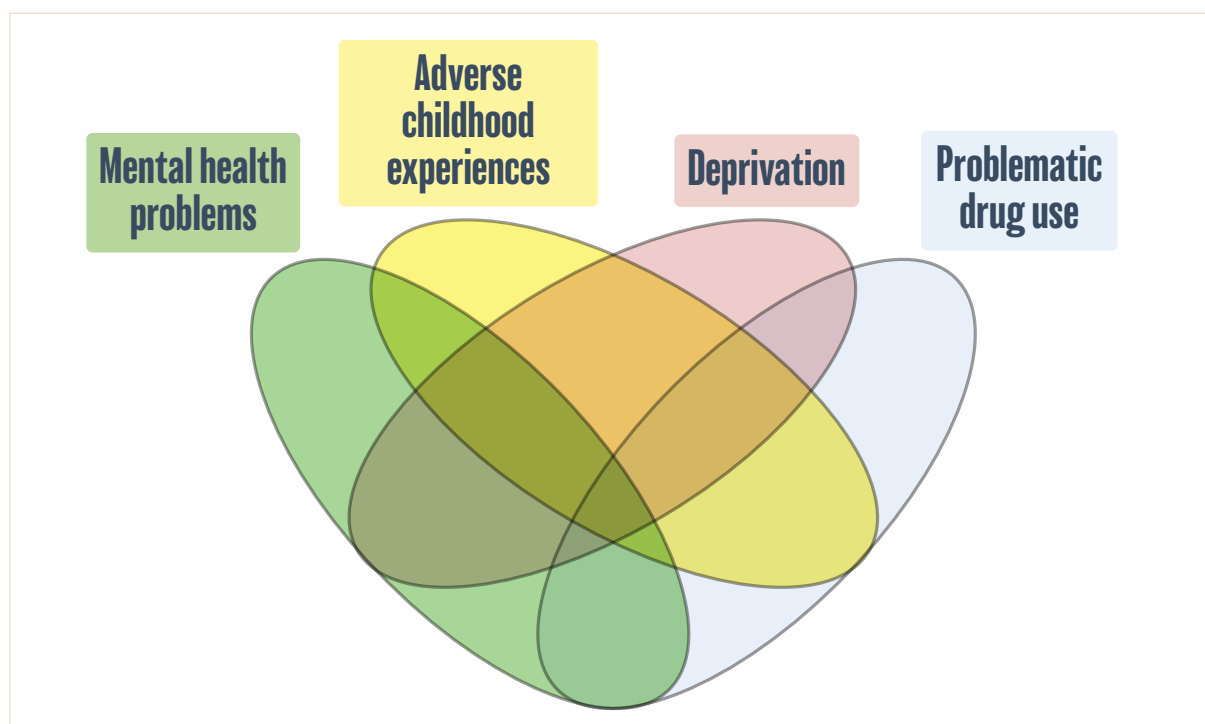 Mental health
problems
Adverse
childhood
experiences
Deprivation
Problematic
drug use